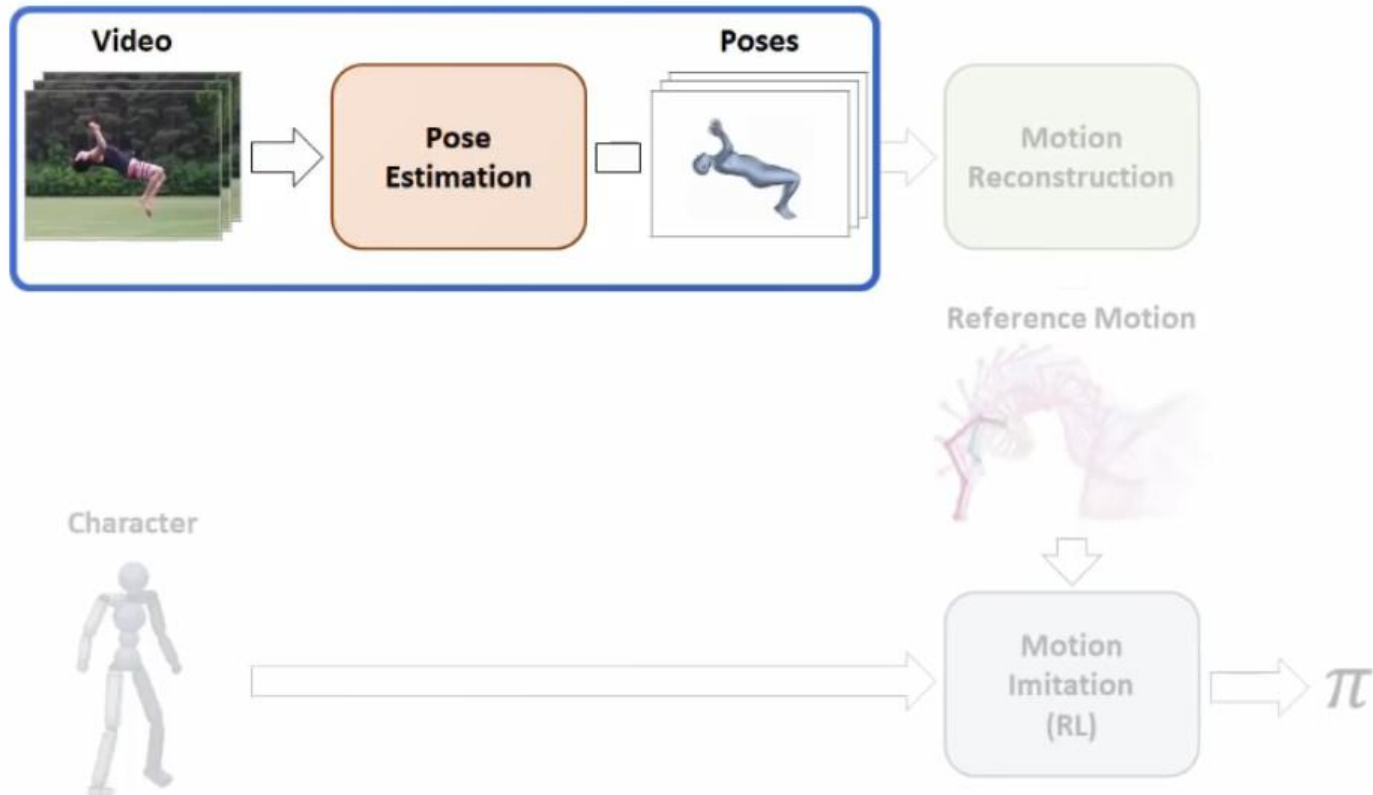 Video
Poses
Pose
Estimation
Motion
Reconstruction
Reference Motion
Character
Motion
Imitation
(RL)
π